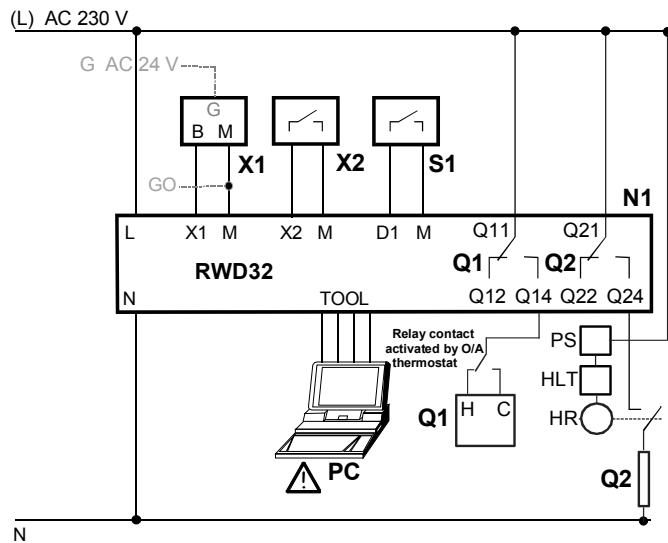 (L) AC 230 V
G AC 24 V
G
B M
X1
X2
S1
GO
N1
L X1 M X2 M D1 M Q11 Q21
Q1 Q2
RWD32
N TOOL Q12 Q14 Q22 Q24
Relay contact
activated by O/A
thermostat
PS
HLT
H C
HR
Q1
PC
Q2
N